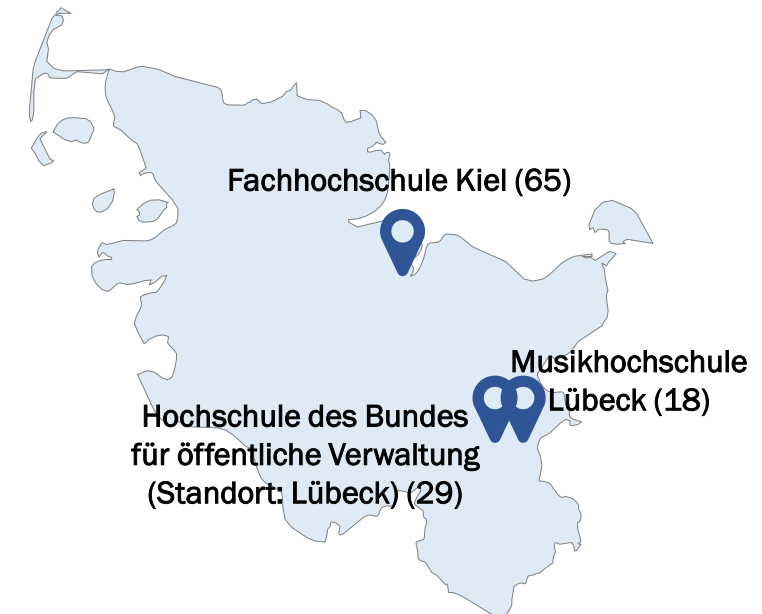 Fachhochschule Kiel (65)
Musikhochschule
Lübeck (18)
Hochschule des Bundes
für öffentliche Verwaltung
(Standort: Lübeck) (29)